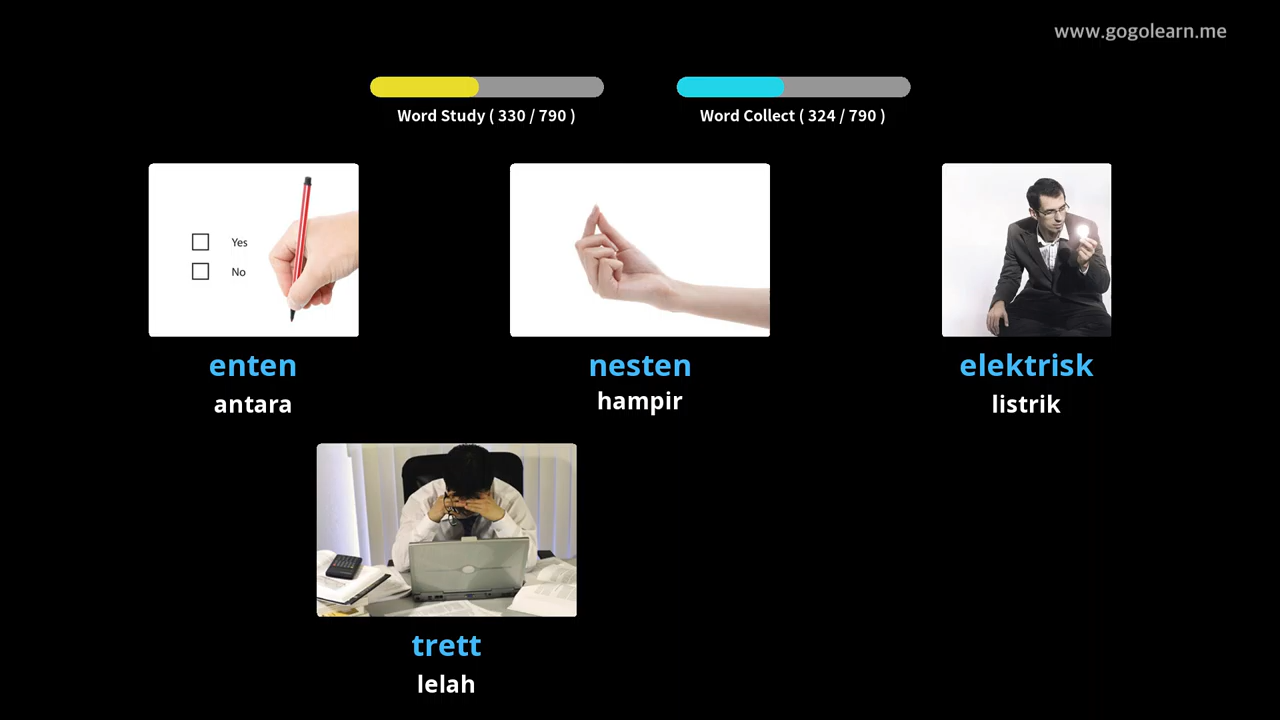 www.gogolearn.me
Word Study ( 330 / 790 )
Word Collect ( 324 / 790 )
Yes
No
enten
antara
nesten
hampir
elektrisk
listrik
trett
lelah